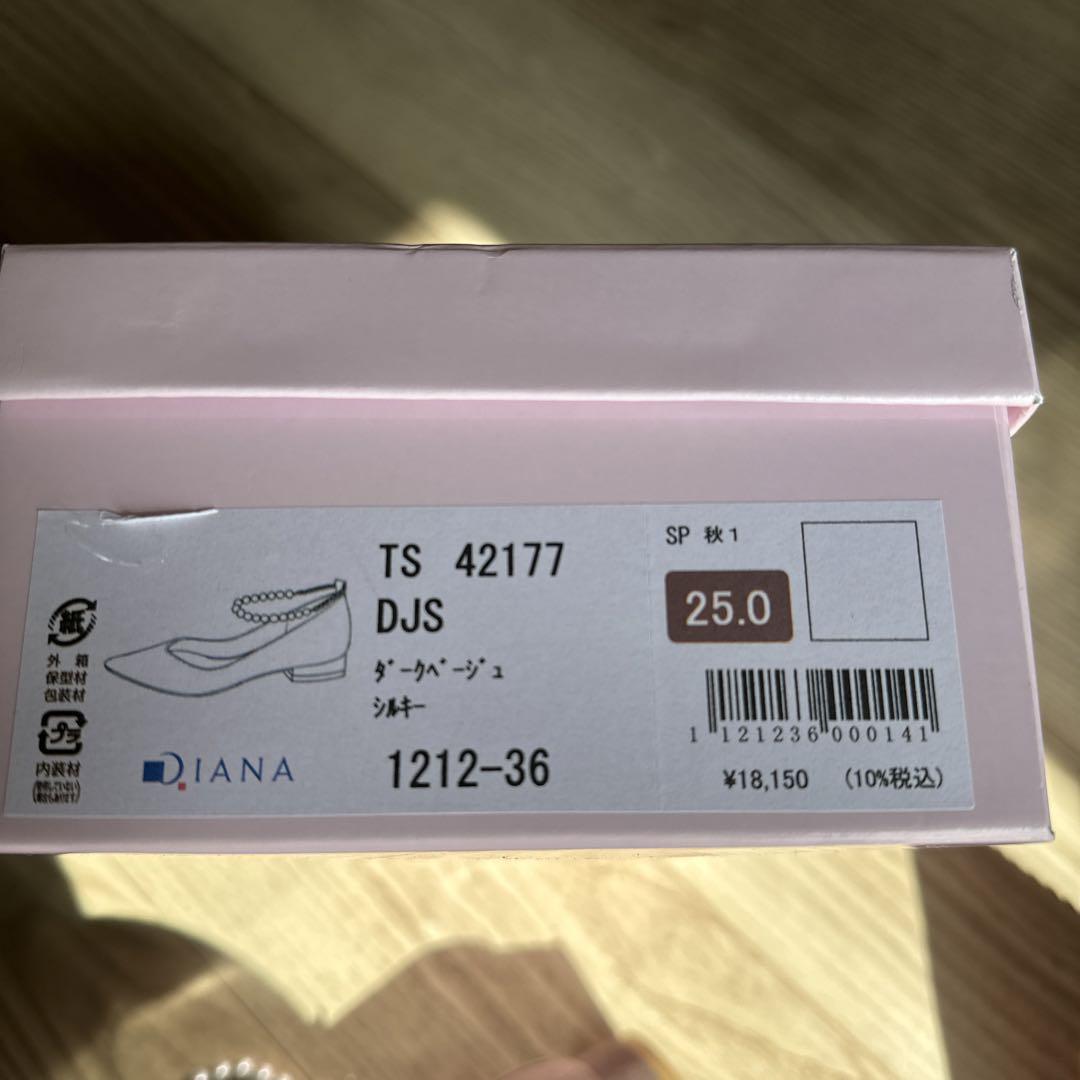 TS 42177
DJS
ﾀﾞｰｸﾍﾞｰｼﾞｭ
ｼﾙｷｰ
1212-36
DIANA
紙
外箱
保型材
包装材
プラ
内装材
SP 秋1
25.0
1 121236 000141
¥18,150 (10%税込)